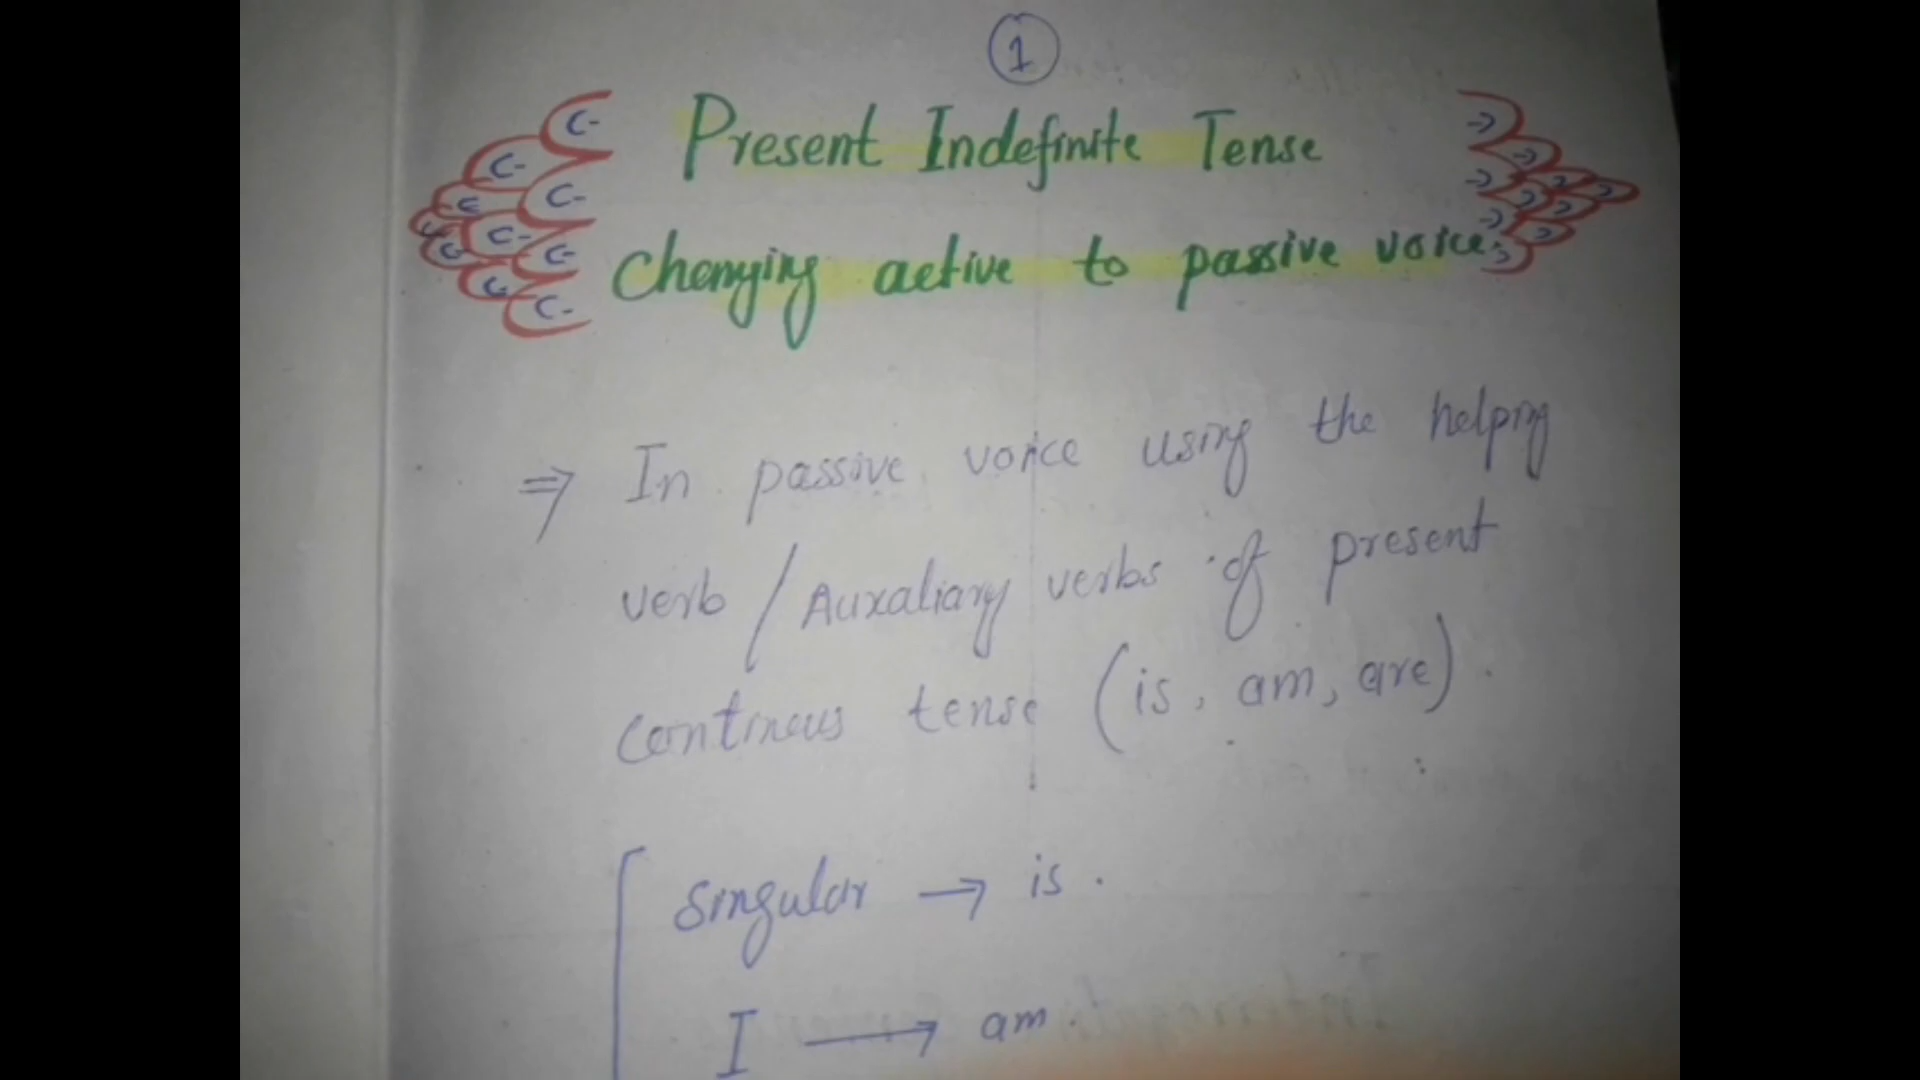 1
Present Indefinite Tense
Changing active to passive voice.
⇒ In passive voice using the helping
verb / Auxaliary verbs of present
contineus tense (is, am, are).
Singular → is.
I → am.